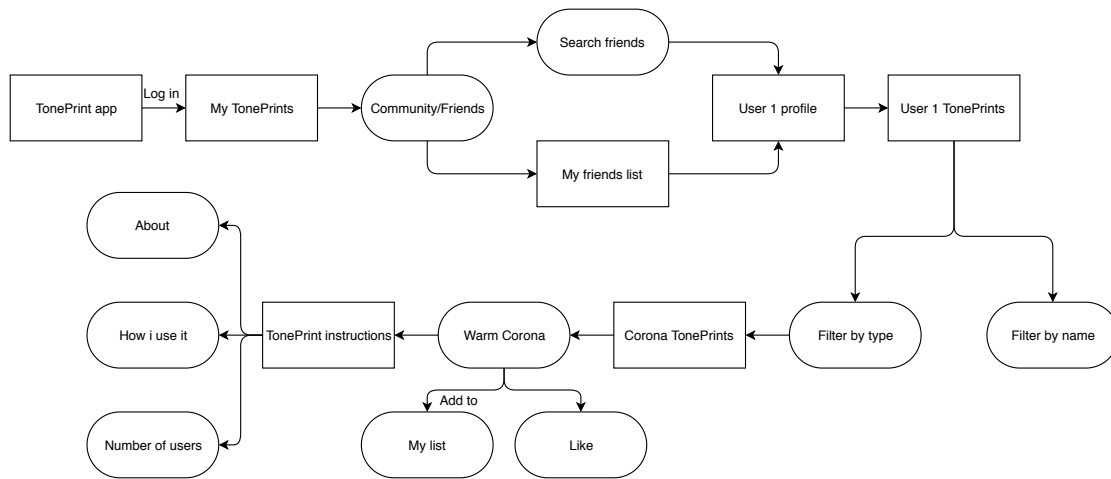 Search friends
TonePrint app
Log in
My TonePrints
Community/Friends
User 1 profile
User 1 TonePrints
My friends list
About
How i use it
TonePrint instructions
Warm Corona
Corona TonePrints
Filter by type
Filter by name
Add to
Number of users
My list
Like